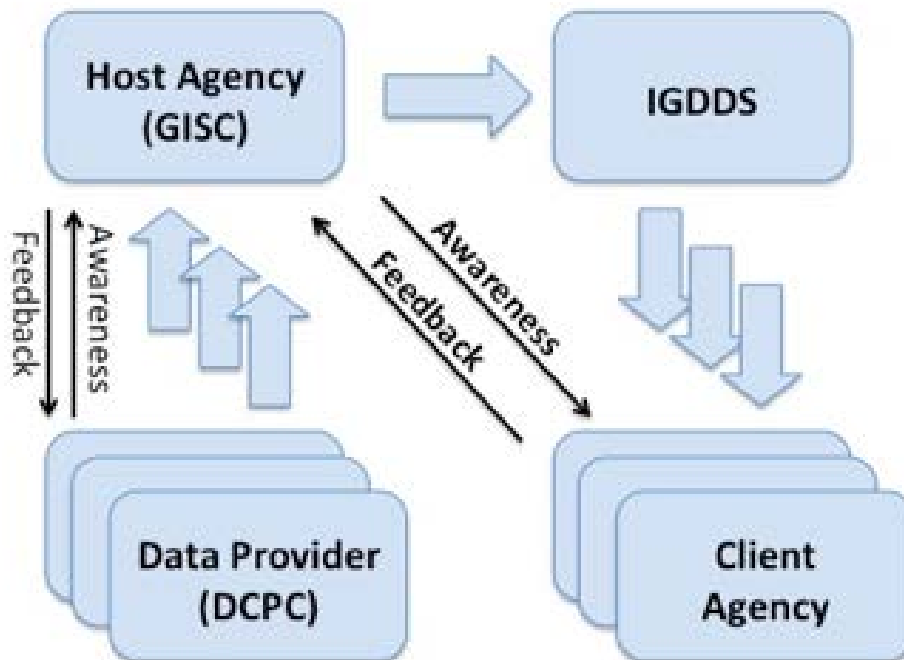 Host Agency
(GISC)
IGDDS
Feedback
Awareness
Awareness
Feedback
Data Provider
(DCPC)
Client
Agency